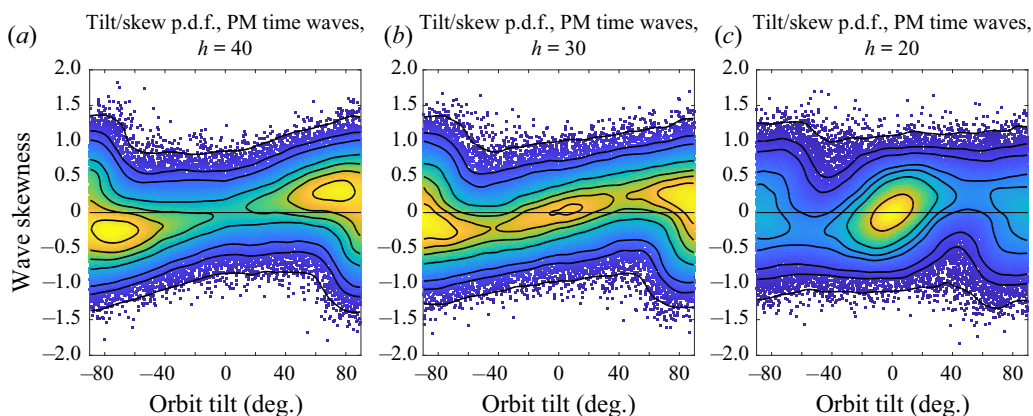 Tilt/skew p.d.f., PM time waves,
h = 40
Tilt/skew p.d.f., PM time waves,
h = 30
Tilt/skew p.d.f., PM time waves,
h = 20
(a)
(b)
(c)
Wave skewness
2.0
1.5
1.0
0.5
0
−0.5
−1.0
−1.5
−2.0
−80 −40 0 40 80
Orbit tilt (deg.)
2.0
1.5
1.0
0.5
0
−0.5
−1.0
−1.5
−2.0
−80 −40 0 40 80
Orbit tilt (deg.)
2.0
1.5
1.0
0.5
0
−0.5
−1.0
−1.5
−2.0
−80 −40 0 40 80
Orbit tilt (deg.)